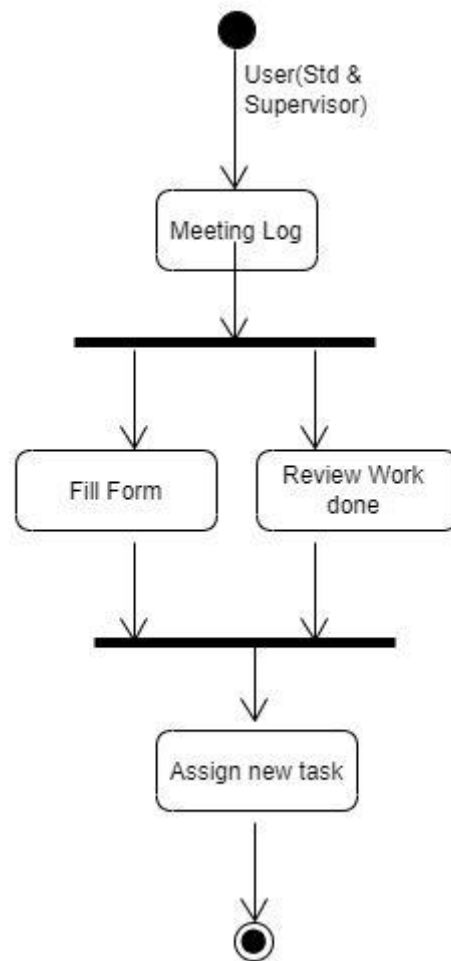 User(Std &
Supervisor)
Meeting Log
Fill Form
Review Work
done
Assign new task